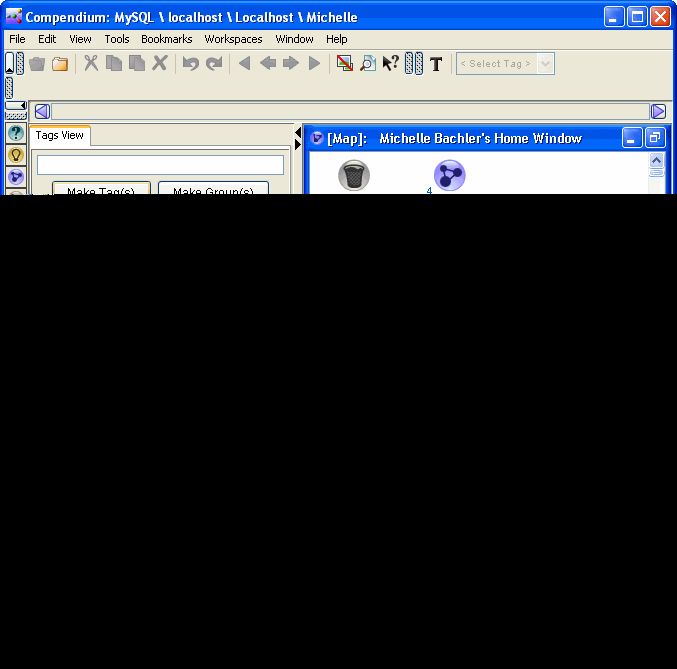 Compendium: MySQL \ localhost \ Localhost \ Michelle
File Edit View Tools Bookmarks Workspaces Window Help
T < Select Tag >
Tags View
[Map]: Michelle Bachler's Home Window
Make Tag(s) Make Group(s)
4